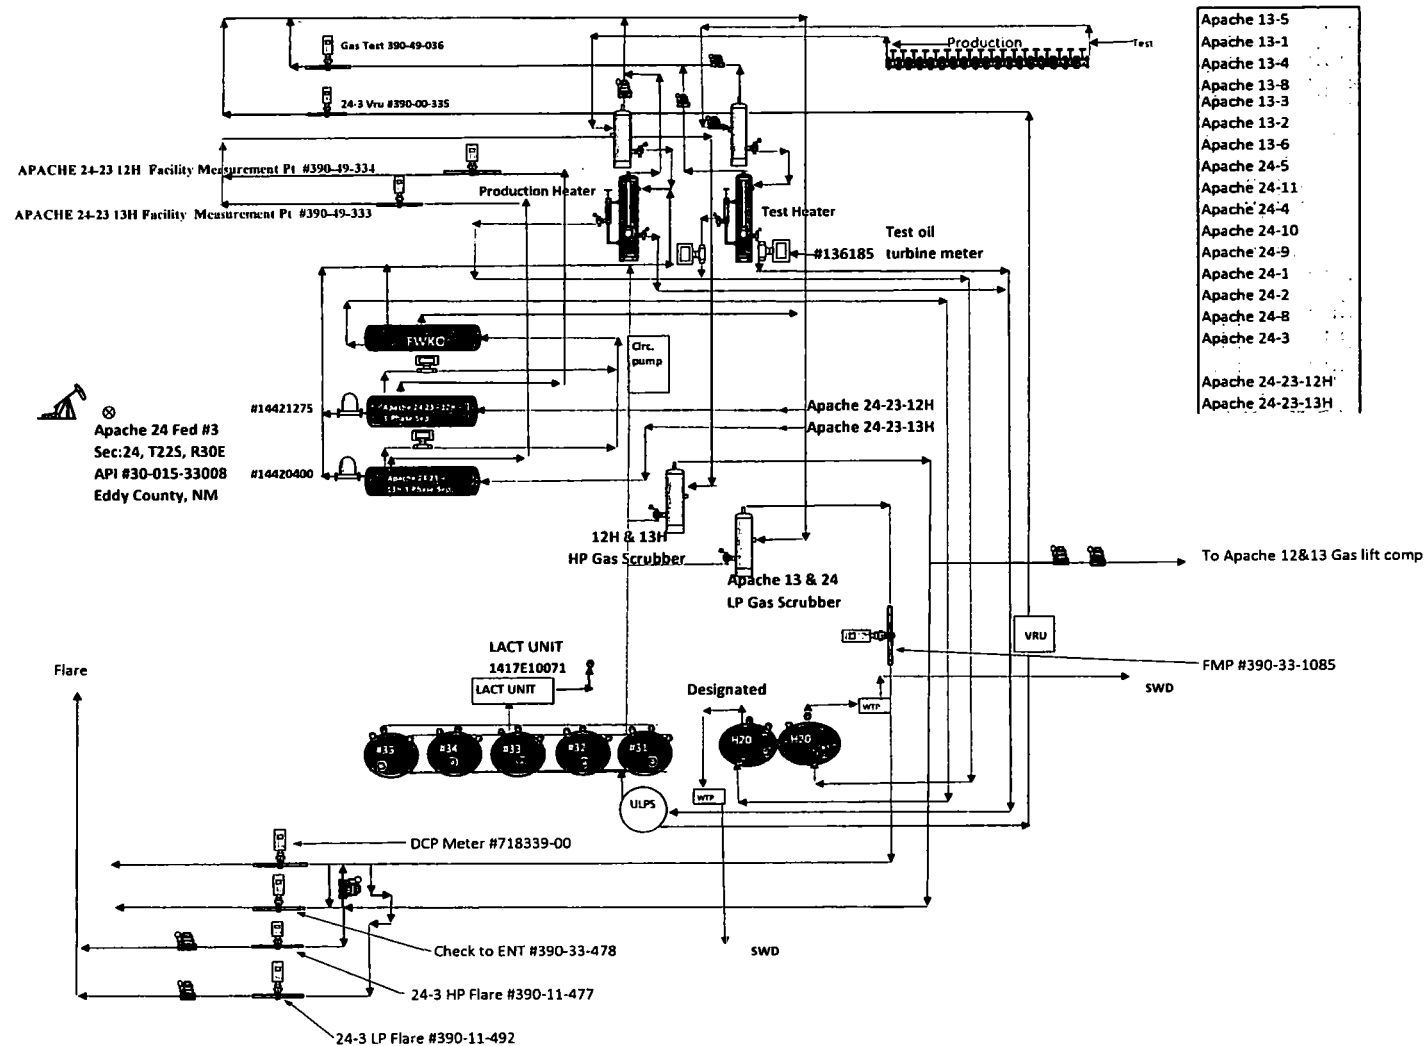 Gas Test 390-49-036
Production
Test
24-3 Vru #390-00-335
APACHE 24-23 12H Facility Measurement Pt #390-49-334
APACHE 24-23 13H Facility Measurement Pt #390-49-333
Production Heater
Test Heater
Test oil
turbine meter
#136185
Apache 13-5
Apache 13-1
Apache 13-4
Apache 13-8
Apache 13-3
Apache 13-2
Apache 13-6
Apache 24-5
Apache 24-11
Apache 24-4
Apache 24-10
Apache 24-9
Apache 24-1
Apache 24-2
Apache 24-8
Apache 24-3
Apache 24-23-12H
Apache 24-23-13H
FWKO
Circ.
pump
#14421275
#14420400
Apache 24-23-12H
Apache 24-23-13H
Apache 24 Fed #3
Sec:24, T22S, R30E
API #30-015-33008
Eddy County, NM
12H & 13H
HP Gas Scrubber
Apache 13 & 24
LP Gas Scrubber
To Apache 12&13 Gas lift comp
VRU
FMP #390-33-1085
SWD
LACT UNIT
1417E10071
LACT UNIT
Designated
WTP
#35
#34
#33
#32
#31
H20
H20
WTP
ULPS
Flare
DCP Meter #718339-00
Check to ENT #390-33-478
SWD
24-3 HP Flare #390-11-477
24-3 LP Flare #390-11-492